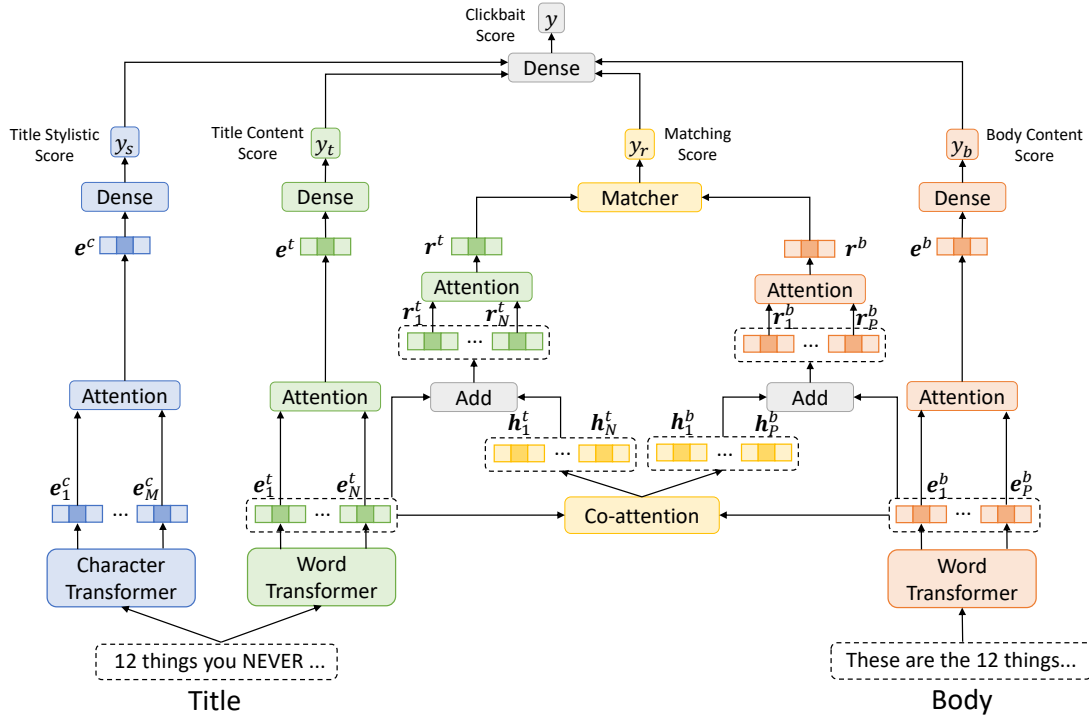 Clickbait
Score
y
Dense
Title Stylistic
Score
y_s
Title Content
Score
y_t
y_r
Matching
Score
y_b
Body Content
Score
Dense
Dense
Matcher
Dense
e^c
e^t
r^t
r^b
e^b
Attention
Attention
r_1^t
r_N^t
r_1^b
r_P^b
...
...
Attention
Attention
Add
Add
Attention
h_1^t
h_N^t
h_1^b
h_P^b
...
...
e_1^c
e_M^c
e_1^t
e_N^t
e_1^b
e_P^b
...
...
Co-attention
...
Character
Transformer
Word
Transformer
Word
Transformer
12 things you NEVER ...
These are the 12 things...
Title
Body